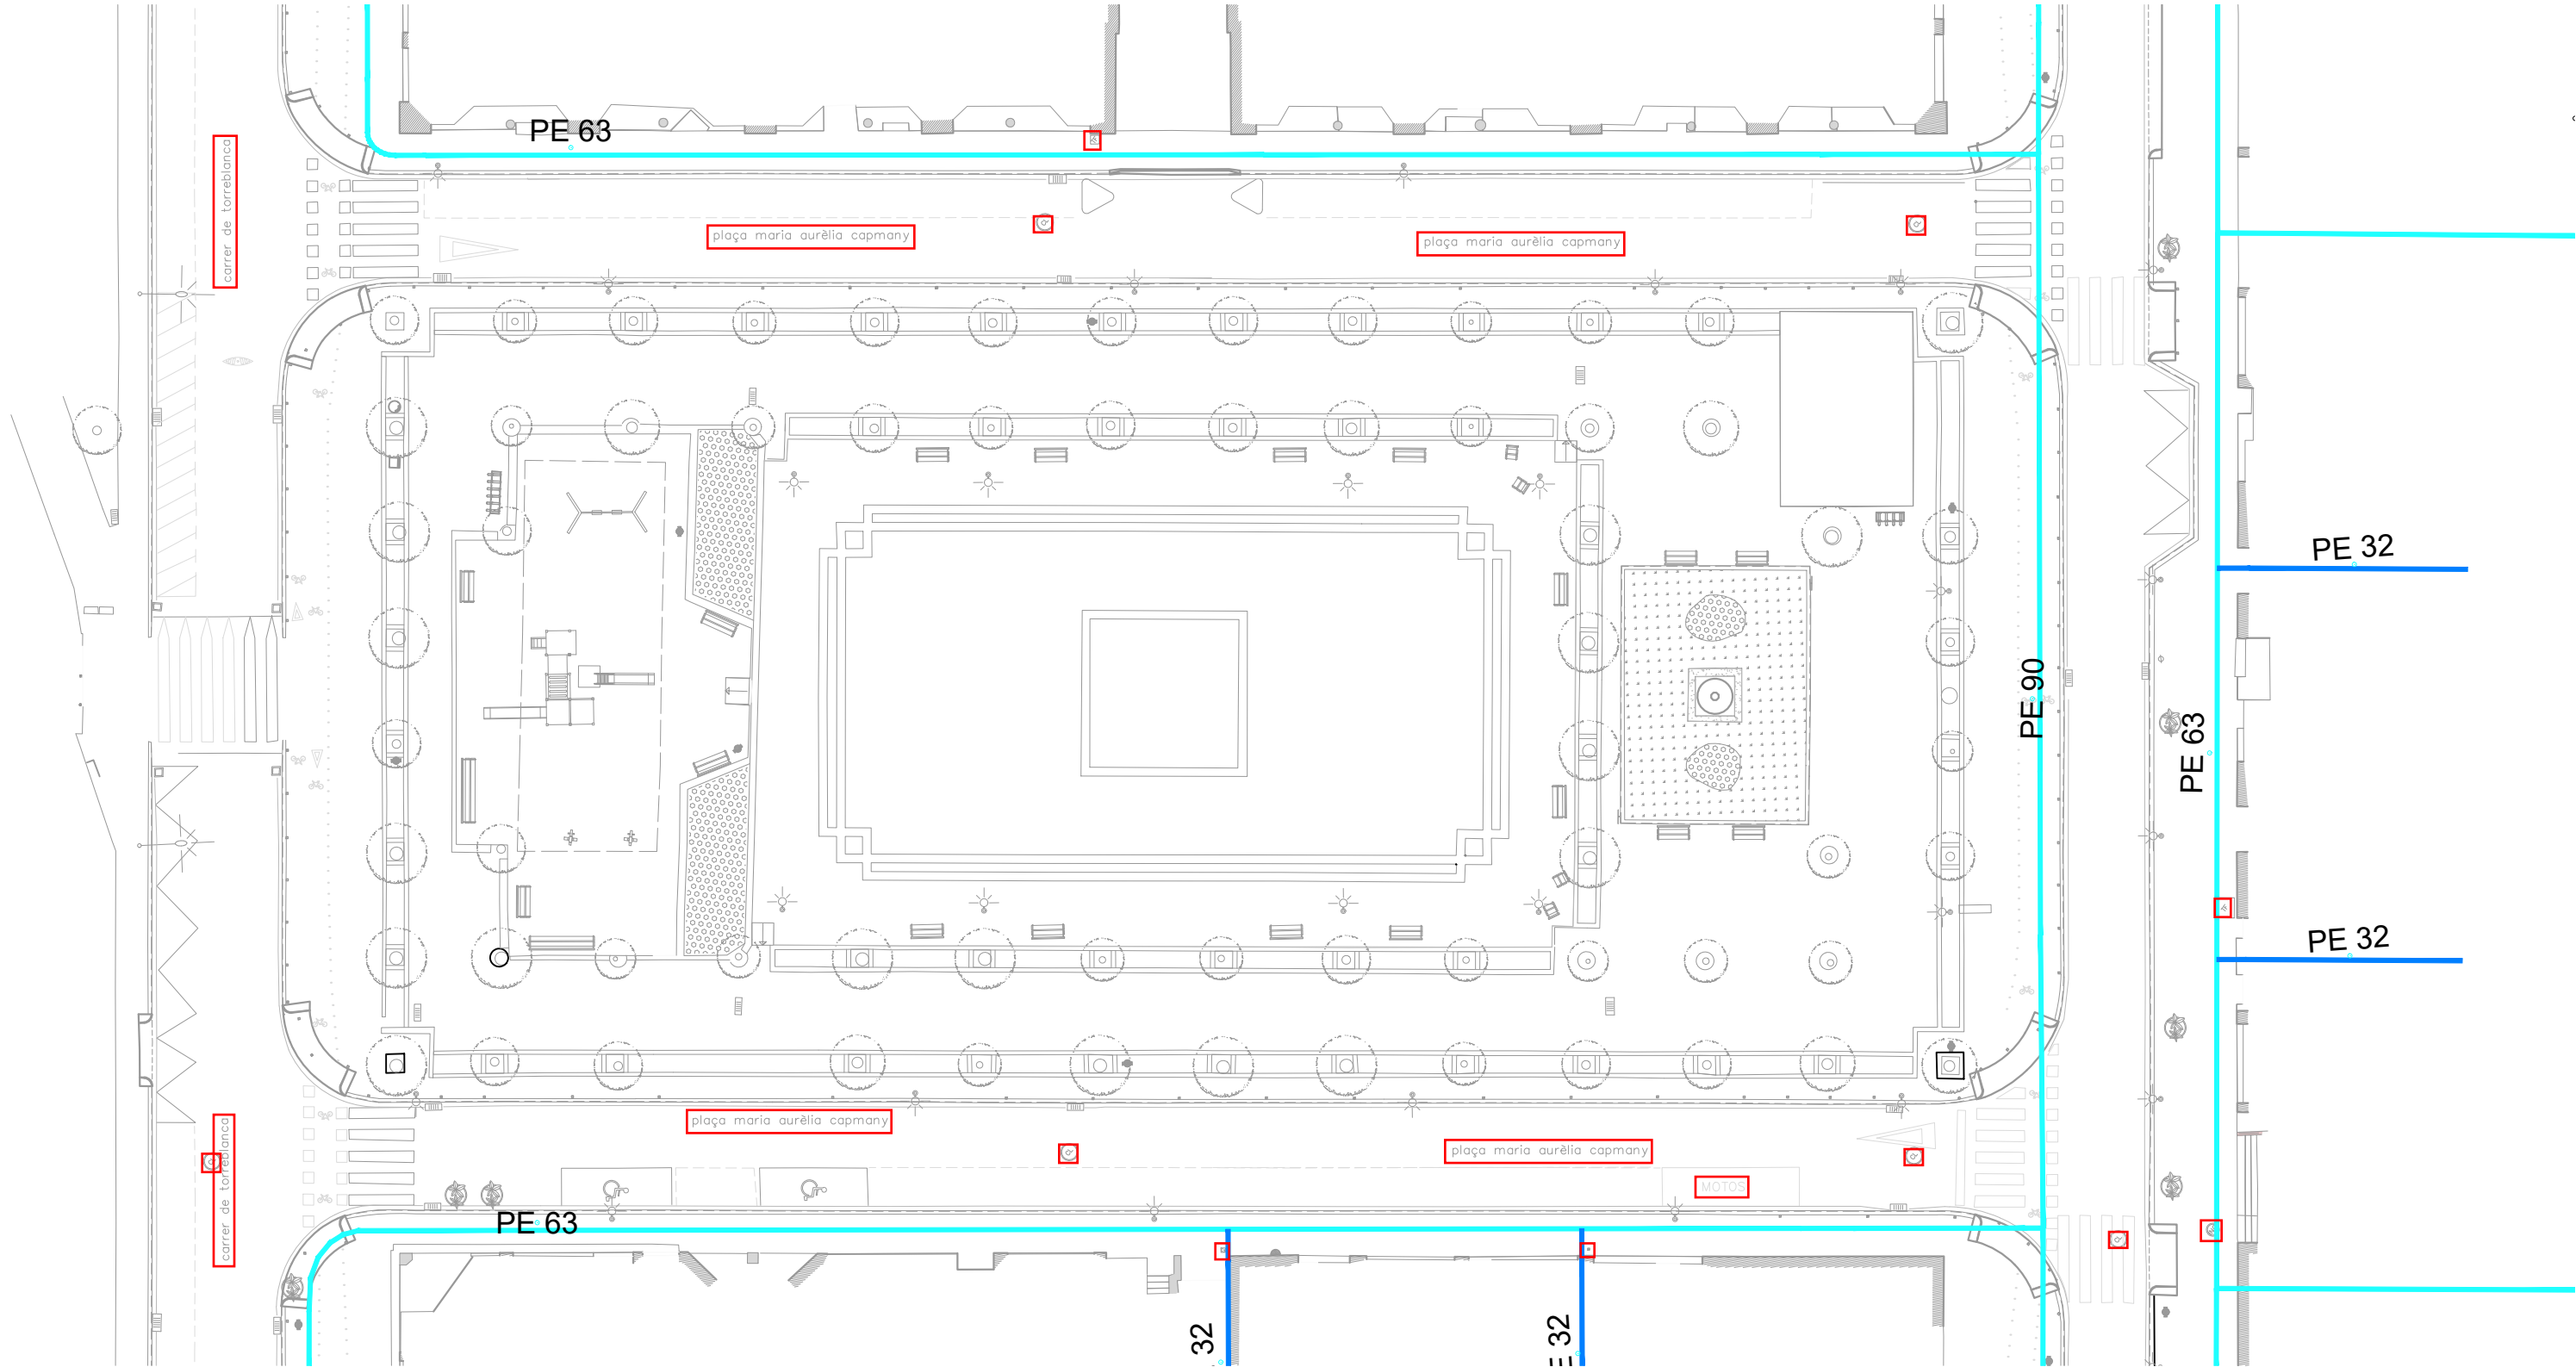 PE 63
carrer de torreblanca
plaça maria aurèlia capmany
plaça maria aurèlia capmany
PE 32
PE 90
PE 63
PE 32
plaça maria aurèlia capmany
carrer de torreblanca
plaça maria aurèlia capmany
MOTOS
PE 63
32
E 32